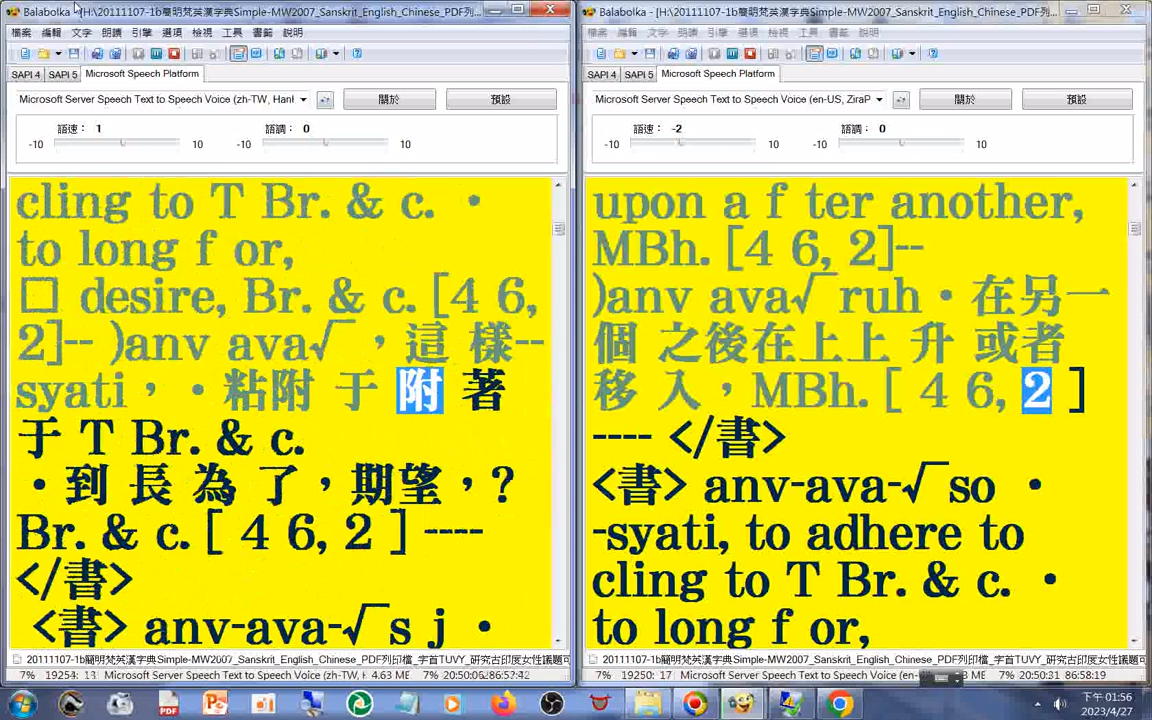 Balabolka - [H:\20111107-1b簡明梵英漢字典Simple-MW2007_Sanskrit_English_Chinese_PDF列...
檔案 編輯 文字 朗讀 引擎 選項 檢視 工具 書籤 說明
SAPI 4 SAPI 5 Microsoft Speech Platform
Microsoft Server Speech Text to Speech Voice (zh-TW, Hanl
關於 預設
語速： 1 語調： 0
-10 10 -10 10
cling to T Br. & c. •
to long f or,
□ desire, Br. & c. [4 6,
2]-- )anv ava√ ，這 樣--
syati， •粘附 于 附 著
于 T Br. & c.
•到 長 為 了，期望，?
Br. & c. [ 4 6, 2 ] ----
</書>
<書> anv-ava-√s j •
20111107-1b簡明梵英漢字典Simple-MW2007_Sanskrit_English_Chinese_PDF列印檔_字首TUVY_研究古印度女性議題可
7% 19254: 13 Microsoft Server Speech Text to Speech Voice (zh-TW, H 4.63 ME 7% 20:50:06/86:57:42
Balabolka - [H:\20111107-1b簡明梵英漢字典Simple-MW2007_Sanskrit_English_Chinese_PDF列...
檔案 編輯 文字 朗讀 引擎 選項 檢視 工具 書籤 說明
SAPI 4 SAPI 5 Microsoft Speech Platform
Microsoft Server Speech Text to Speech Voice (en-US, ZiraP
關於 預設
語速： -2 語調： 0
-10 10 -10 10
upon a f ter another,
MBh. [4 6, 2]--
)anv ava√ ruh • 在另一
個 之後在上上 升 或者
移 入，MBh. [ 4 6, 2 ]
---- </書>
<書> anv-ava-√so •
-syati, to adhere to
cling to T Br. & c. •
to long f or,
20111107-1b簡明梵英漢字典Simple-MW2007_Sanskrit_English_Chinese_PDF列印檔_字首TUVY_研究古印度女性議題可
7% 19250: 17 Microsoft Server Speech Text to Speech Voice (en-US, Z 4.63 ME 7% 20:50:31 86:58:19
下午 01:56
2023/4/27